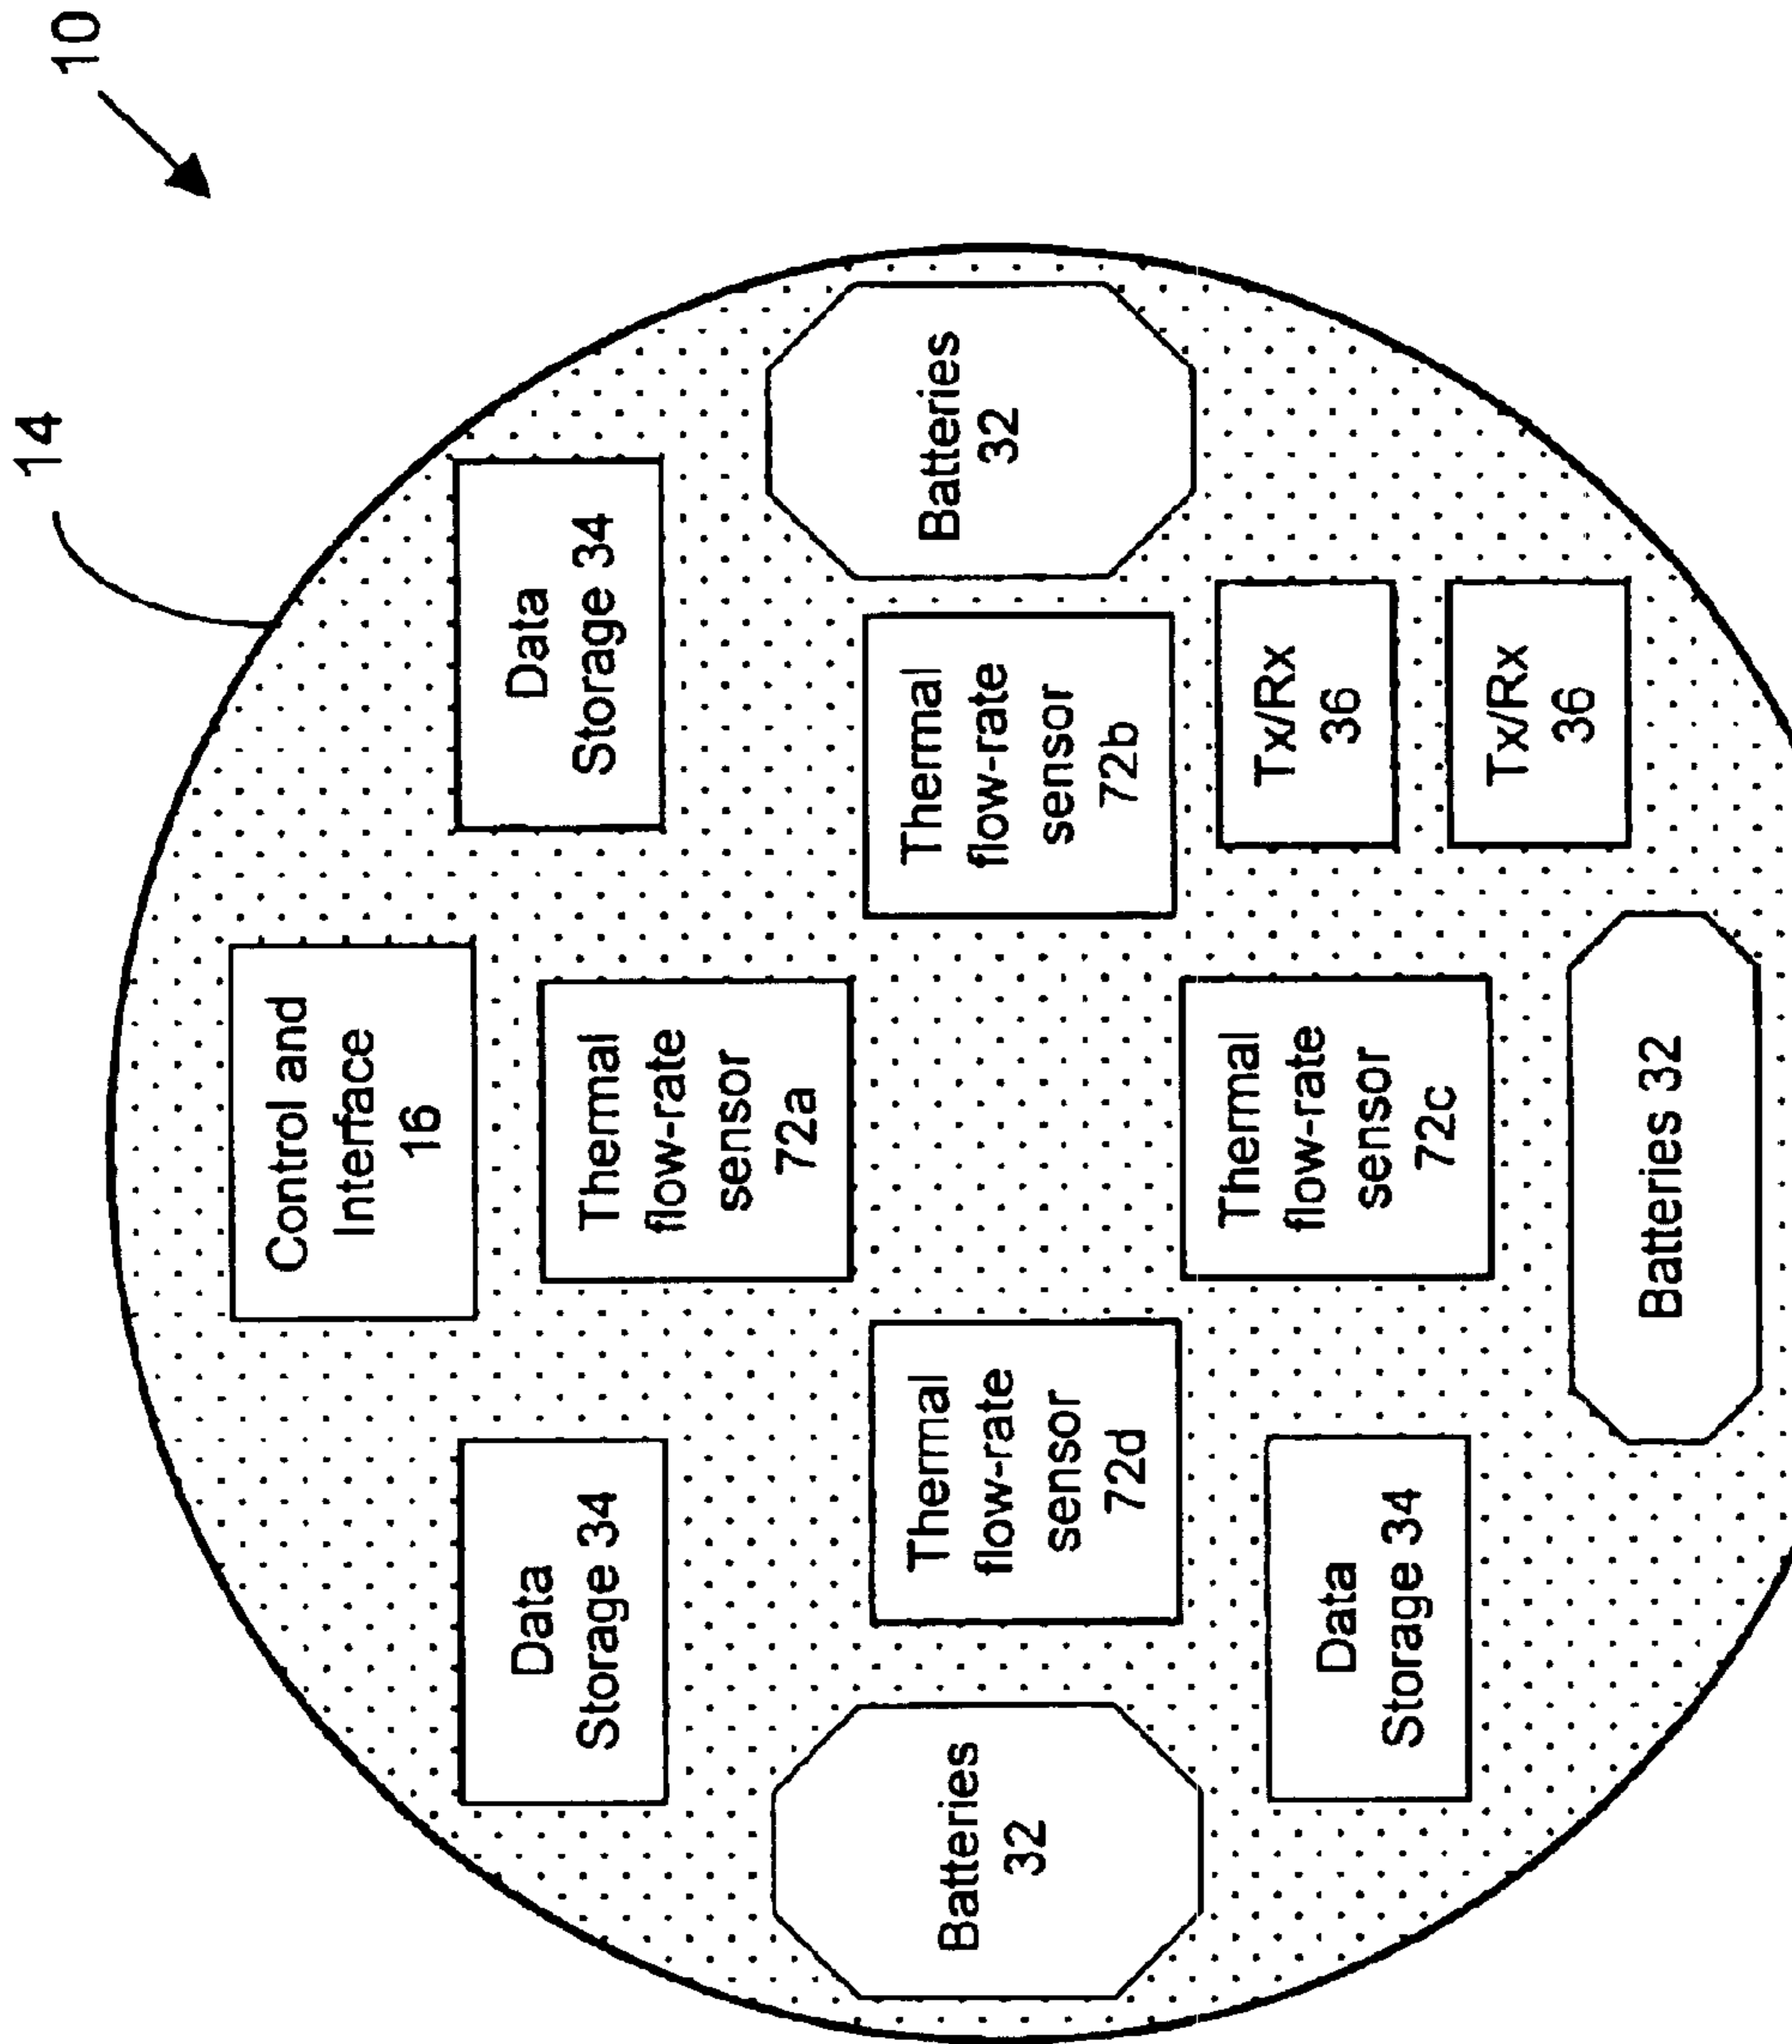 10
14
Control and
Interface
16
Data
Storage 34
Data
Storage 34
Thermal
flow-rate
sensor
72a
Batteries
32
Thermal
flow-rate
sensor
72d
Thermal
flow-rate
sensor
72b
Batteries
32
Thermal
flow-rate
sensor
72c
Data
Storage 34
Tx/Rx
36
Tx/Rx
36
Batteries 32